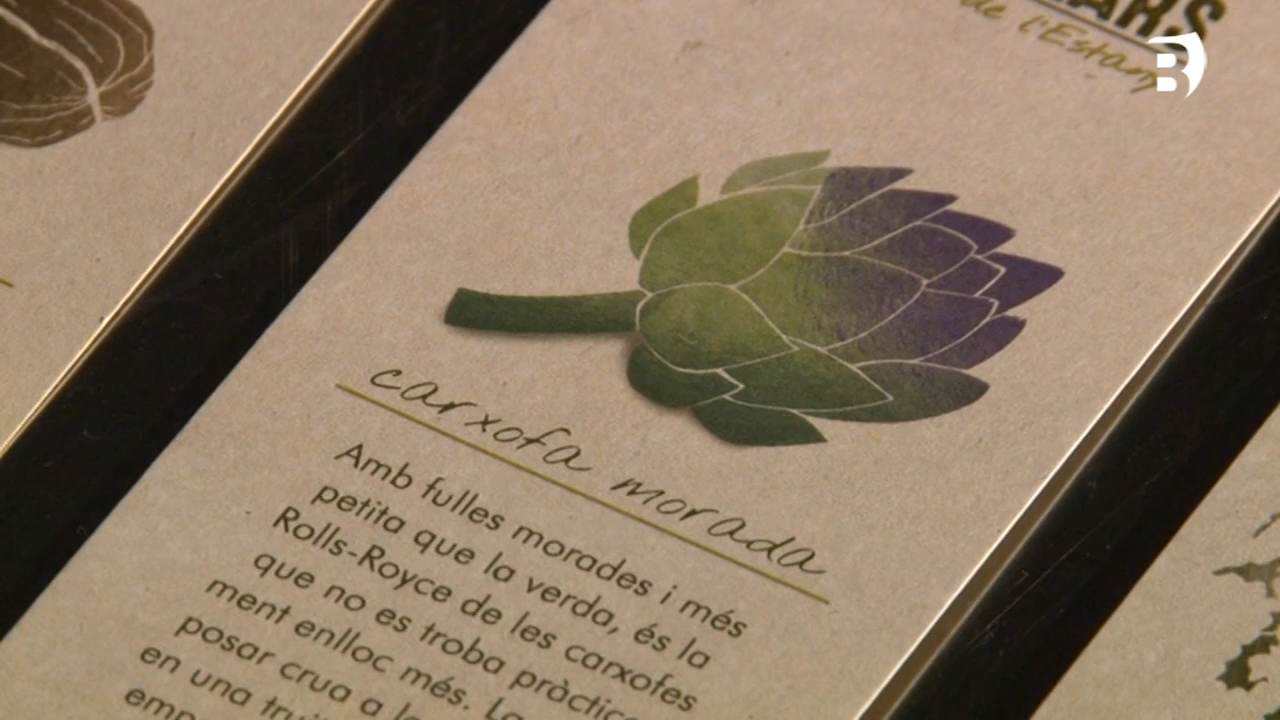 de l'Estany
B
carxofa morada
Amb fulles morades i més
petita que la verda, és la
Rolls-Royce de les carxofes
que no es troba pràctica
ment enlloc més. La
posar crua a
en una